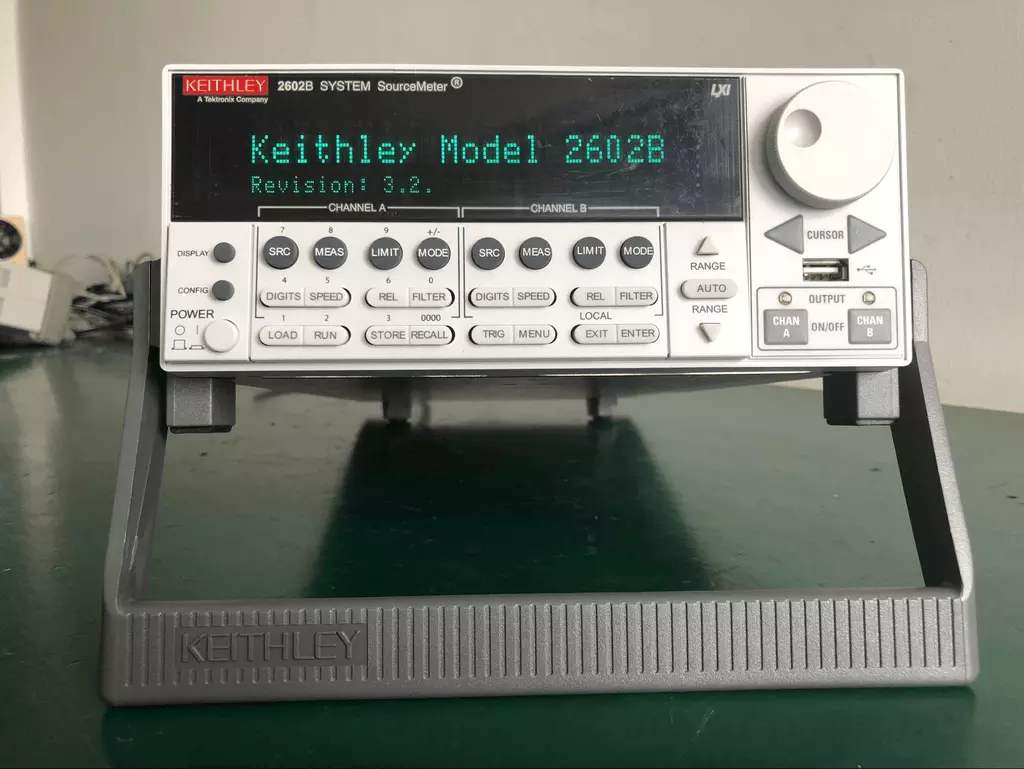 KEITHLEY 2602B SYSTEM SourceMeter® LXI
A Tektronix Company
Keithley Model 2602B
Revision: 3.2.
CHANNEL A CHANNEL B
7 8 9 +/-
DISPLAY SRC MEAS LIMIT MODE SRC MEAS LIMIT MODE
CURSOR
RANGE
4 5 6 0
CONFIG DIGITS SPEED REL FILTER DIGITS SPEED REL FILTER AUTO
OUTPUT
RANGE
1 2 3 0000 LOCAL
POWER
O I
LOAD RUN STORE RECALL TRIG MENU EXIT ENTER
CHAN A ON/OFF CHAN B
KEITHLEY